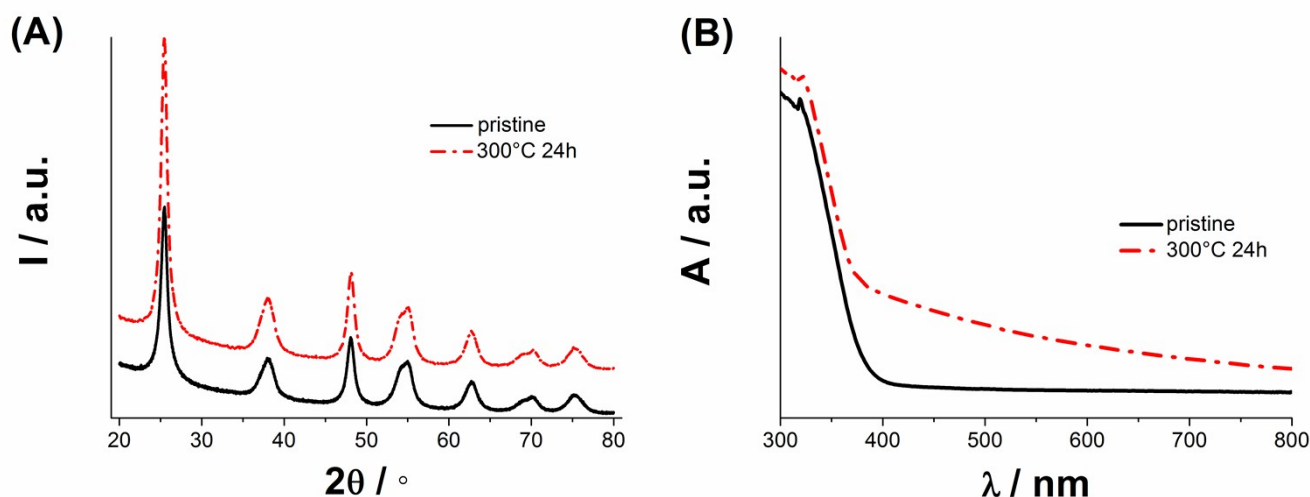 (A)
I / a.u.
pristine
300°C 24h
20 30 40 50 60 70 80
2θ / °
(B)
A / a.u.
pristine
300°C 24h
300 400 500 600 700 800
λ / nm